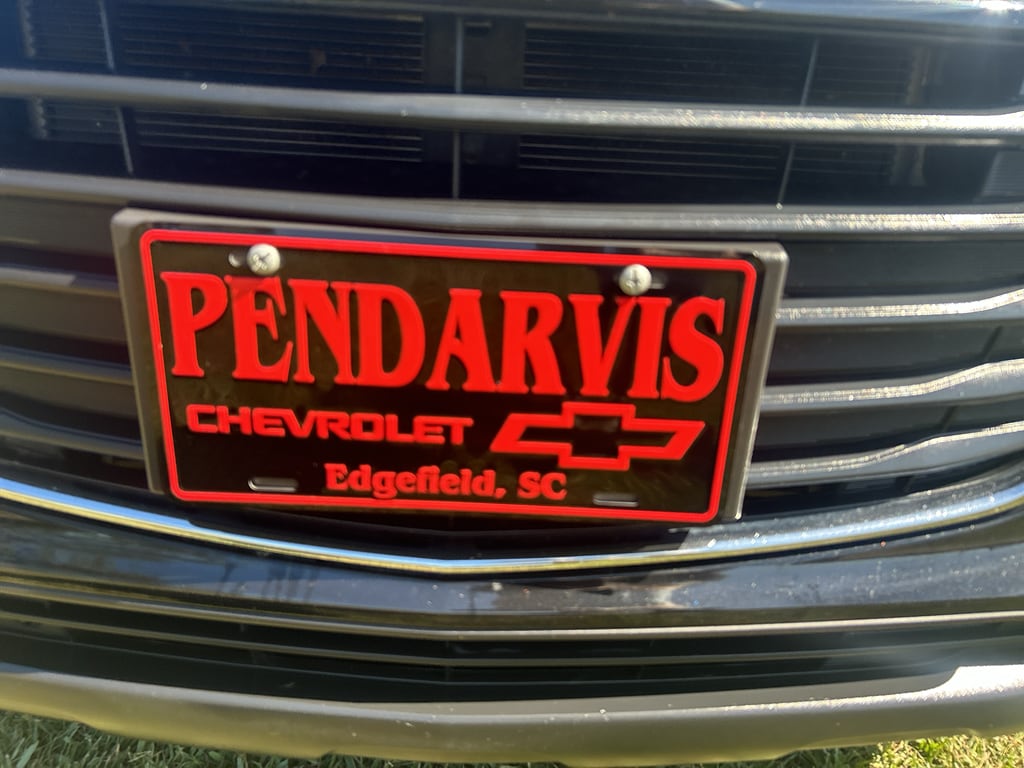 PENDARVIS
CHEVROLET
Edgefield, SC